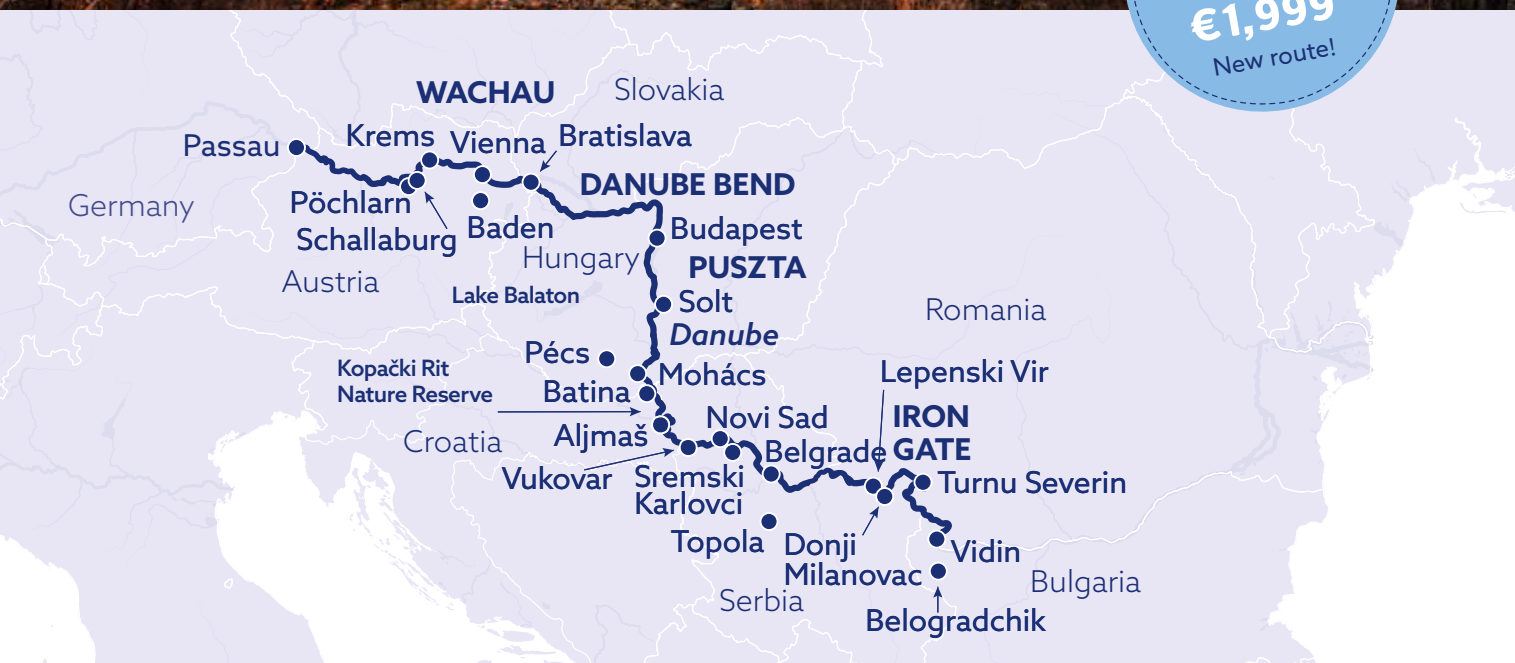 €1,999
New route!
WACHAU
Slovakia
Passau
Krems
Vienna
Bratislava
Germany
Pöchlarn
Schallaburg
Baden
DANUBE BEND
Budapest
Hungary
PUSZTA
Austria
Lake Balaton
Solt
Danube
Romania
Pécs
Mohács
Kopački Rit
Nature Reserve
Batina
Lepenski Vir
Croatia
Aljmaš
Novi Sad
IRON
GATE
Belgrade
Vukovar
Sremski
Karlovci
Turnu Severin
Topola
Donji
Milanovac
Vidin
Serbia
Bulgaria
Belogradchik